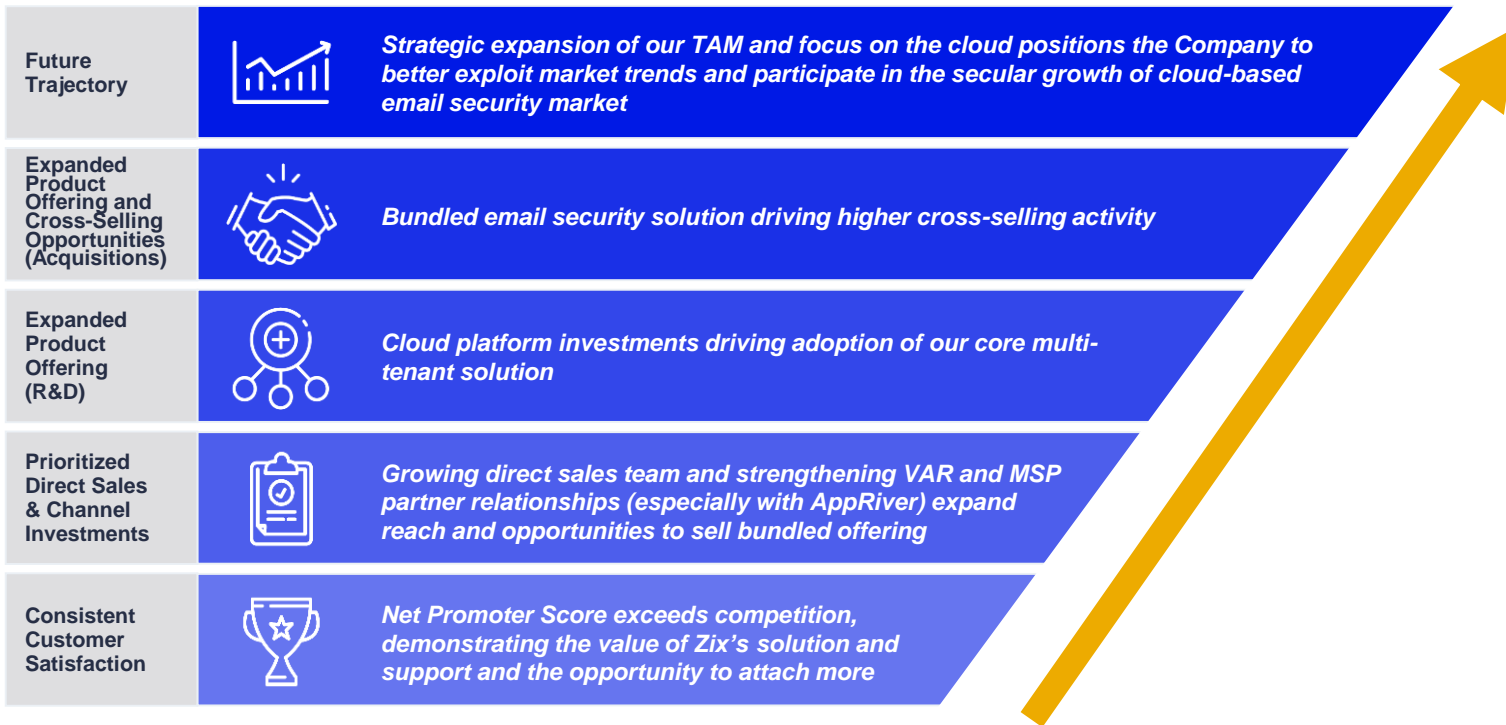 Future
Trajectory
Strategic expansion of our TAM and focus on the cloud positions the Company to
better exploit market trends and participate in the secular growth of cloud-based
email security market
Expanded
Product
Offering and
Cross-Selling
Opportunities
(Acquisitions)
Bundled email security solution driving higher cross-selling activity
Expanded
Product
Offering
(R&D)
Cloud platform investments driving adoption of our core multi-
tenant solution
Prioritized
Direct Sales
& Channel
Investments
Growing direct sales team and strengthening VAR and MSP
partner relationships (especially with AppRiver) expand
reach and opportunities to sell bundled offering
Consistent
Customer
Satisfaction
Net Promoter Score exceeds competition,
demonstrating the value of Zix’s solution and
support and the opportunity to attach more